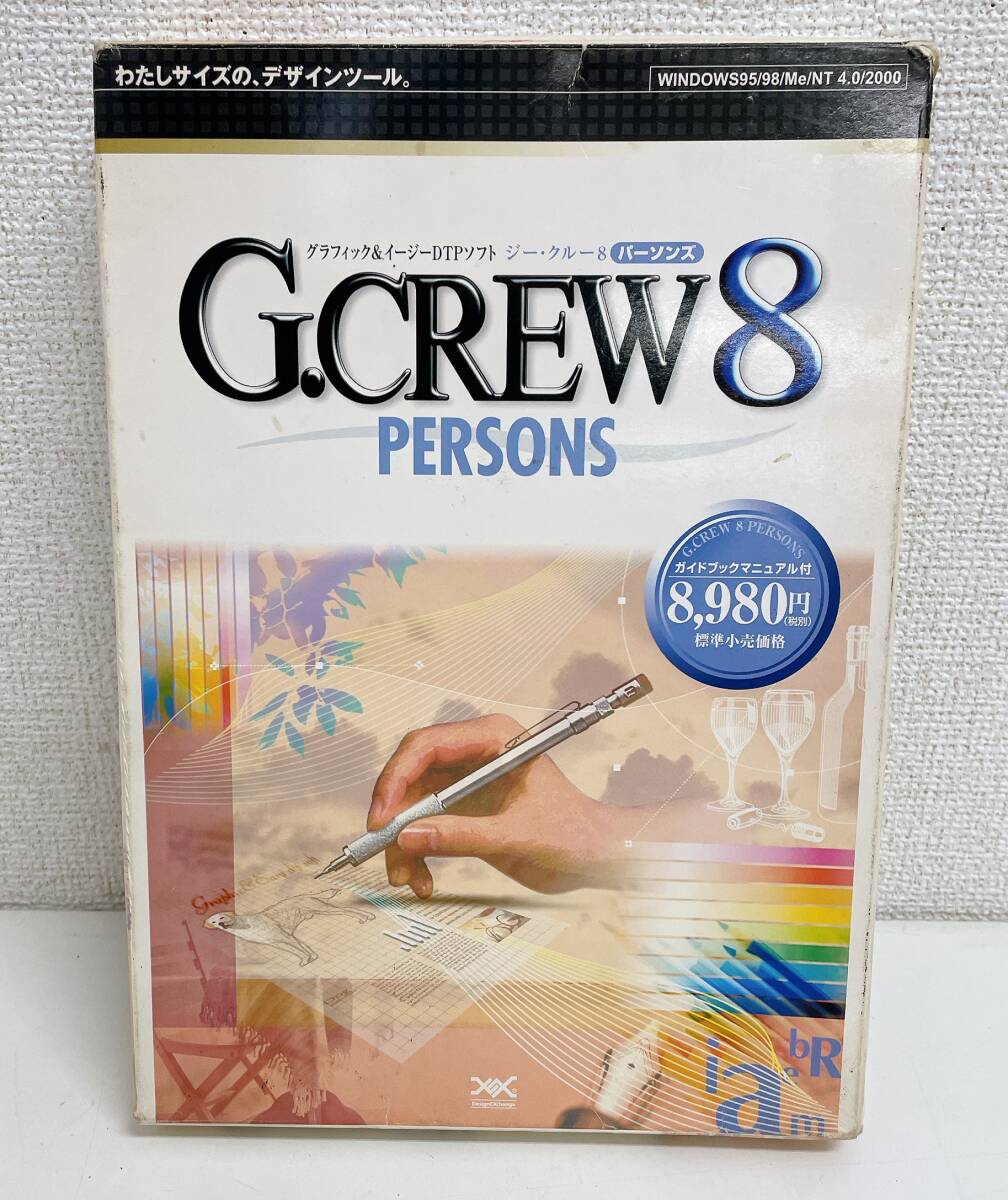 わたしサイズの、デザインツール。
WINDOWS95/98/Me/NT 4.0/2000
グラフィック&イージーDTPソフト ジー・クルー8 パーソンズ
G.CREW 8
PERSONS
G.CREW 8 PERSONS
ガイドブックマニュアル付
8,980円(税別)
標準小売価格
DesignEXchange